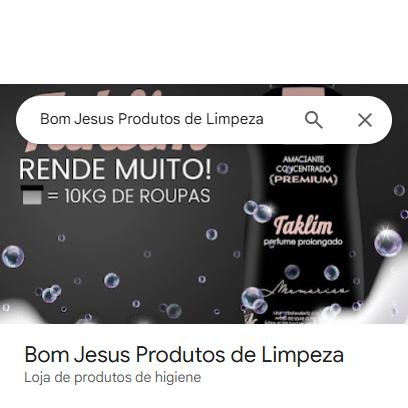 Bom Jesus Produtos de Limpeza
Taklim
RENDE MUITO!
= 10KG DE ROUPAS
AMACIANTE
CONCENTRADO
(PREMIUM)
Taklim
perfume prolongado
Memories
Bom Jesus Produtos de Limpeza
Loja de produtos de higiene